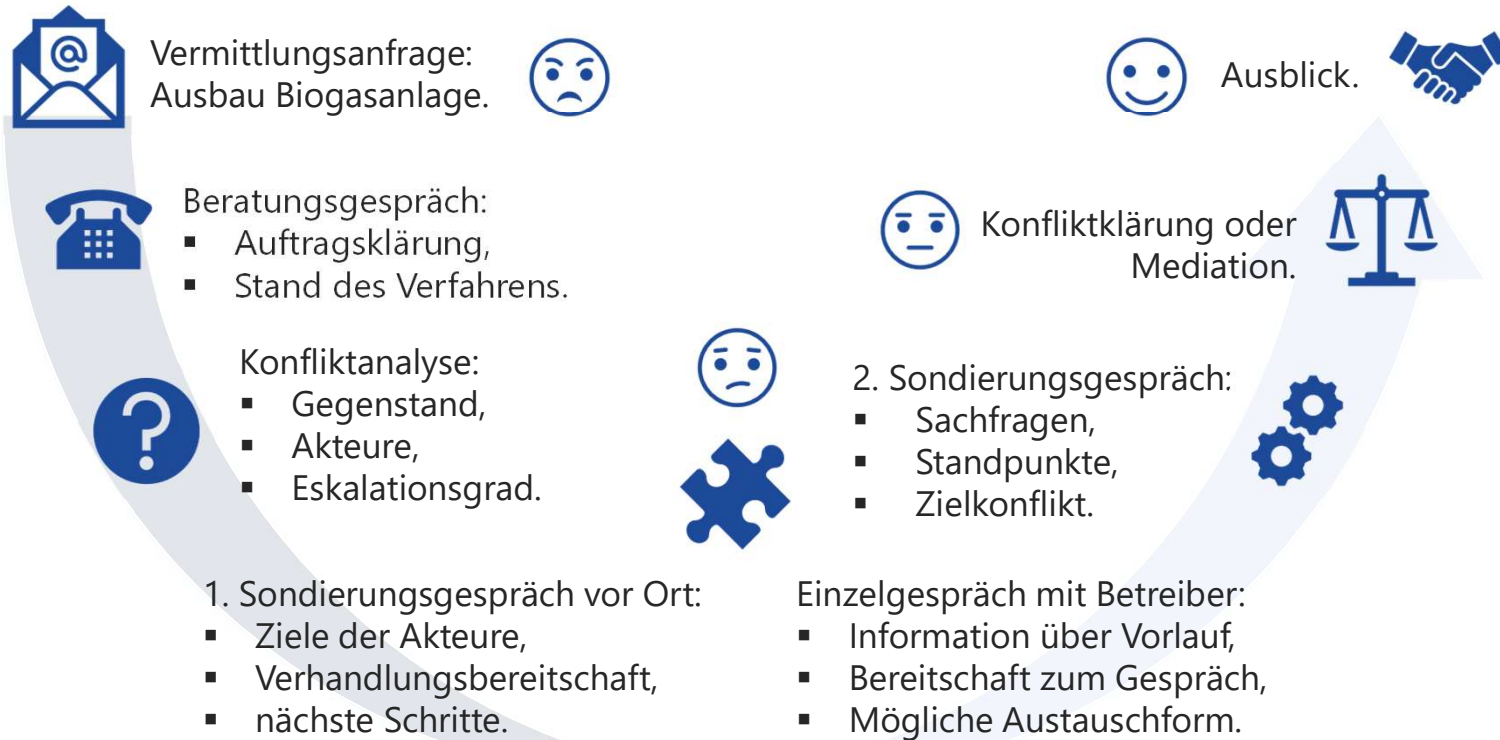 @
Vermittlungsanfrage:
Ausbau Biogasanlage.
Beratungsgespräch:
▪ Auftragsklärung,
▪ Stand des Verfahrens.
?
Konfliktanalyse:
▪ Gegenstand,
▪ Akteure,
▪ Eskalationsgrad.
1. Sondierungsgespräch vor Ort:
▪ Ziele der Akteure,
▪ Verhandlungsbereitschaft,
▪ nächste Schritte.
Einzelgespräch mit Betreiber:
▪ Information über Vorlauf,
▪ Bereitschaft zum Gespräch,
▪ Mögliche Austauschform.
2. Sondierungsgespräch:
▪ Sachfragen,
▪ Standpunkte,
▪ Zielkonflikt.
Konfliktklärung oder
Mediation.
Ausblick.